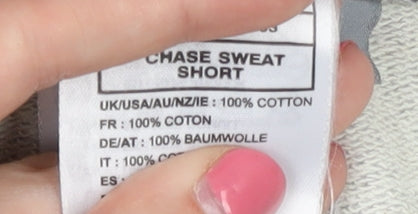 CHASE SWEAT
SHORT
UK/USA/AU/NZ/IE : 100% COTTON
FR : 100% COTON
DE/AT : 100% BAUMWOLLE
IT : 100%
ES :